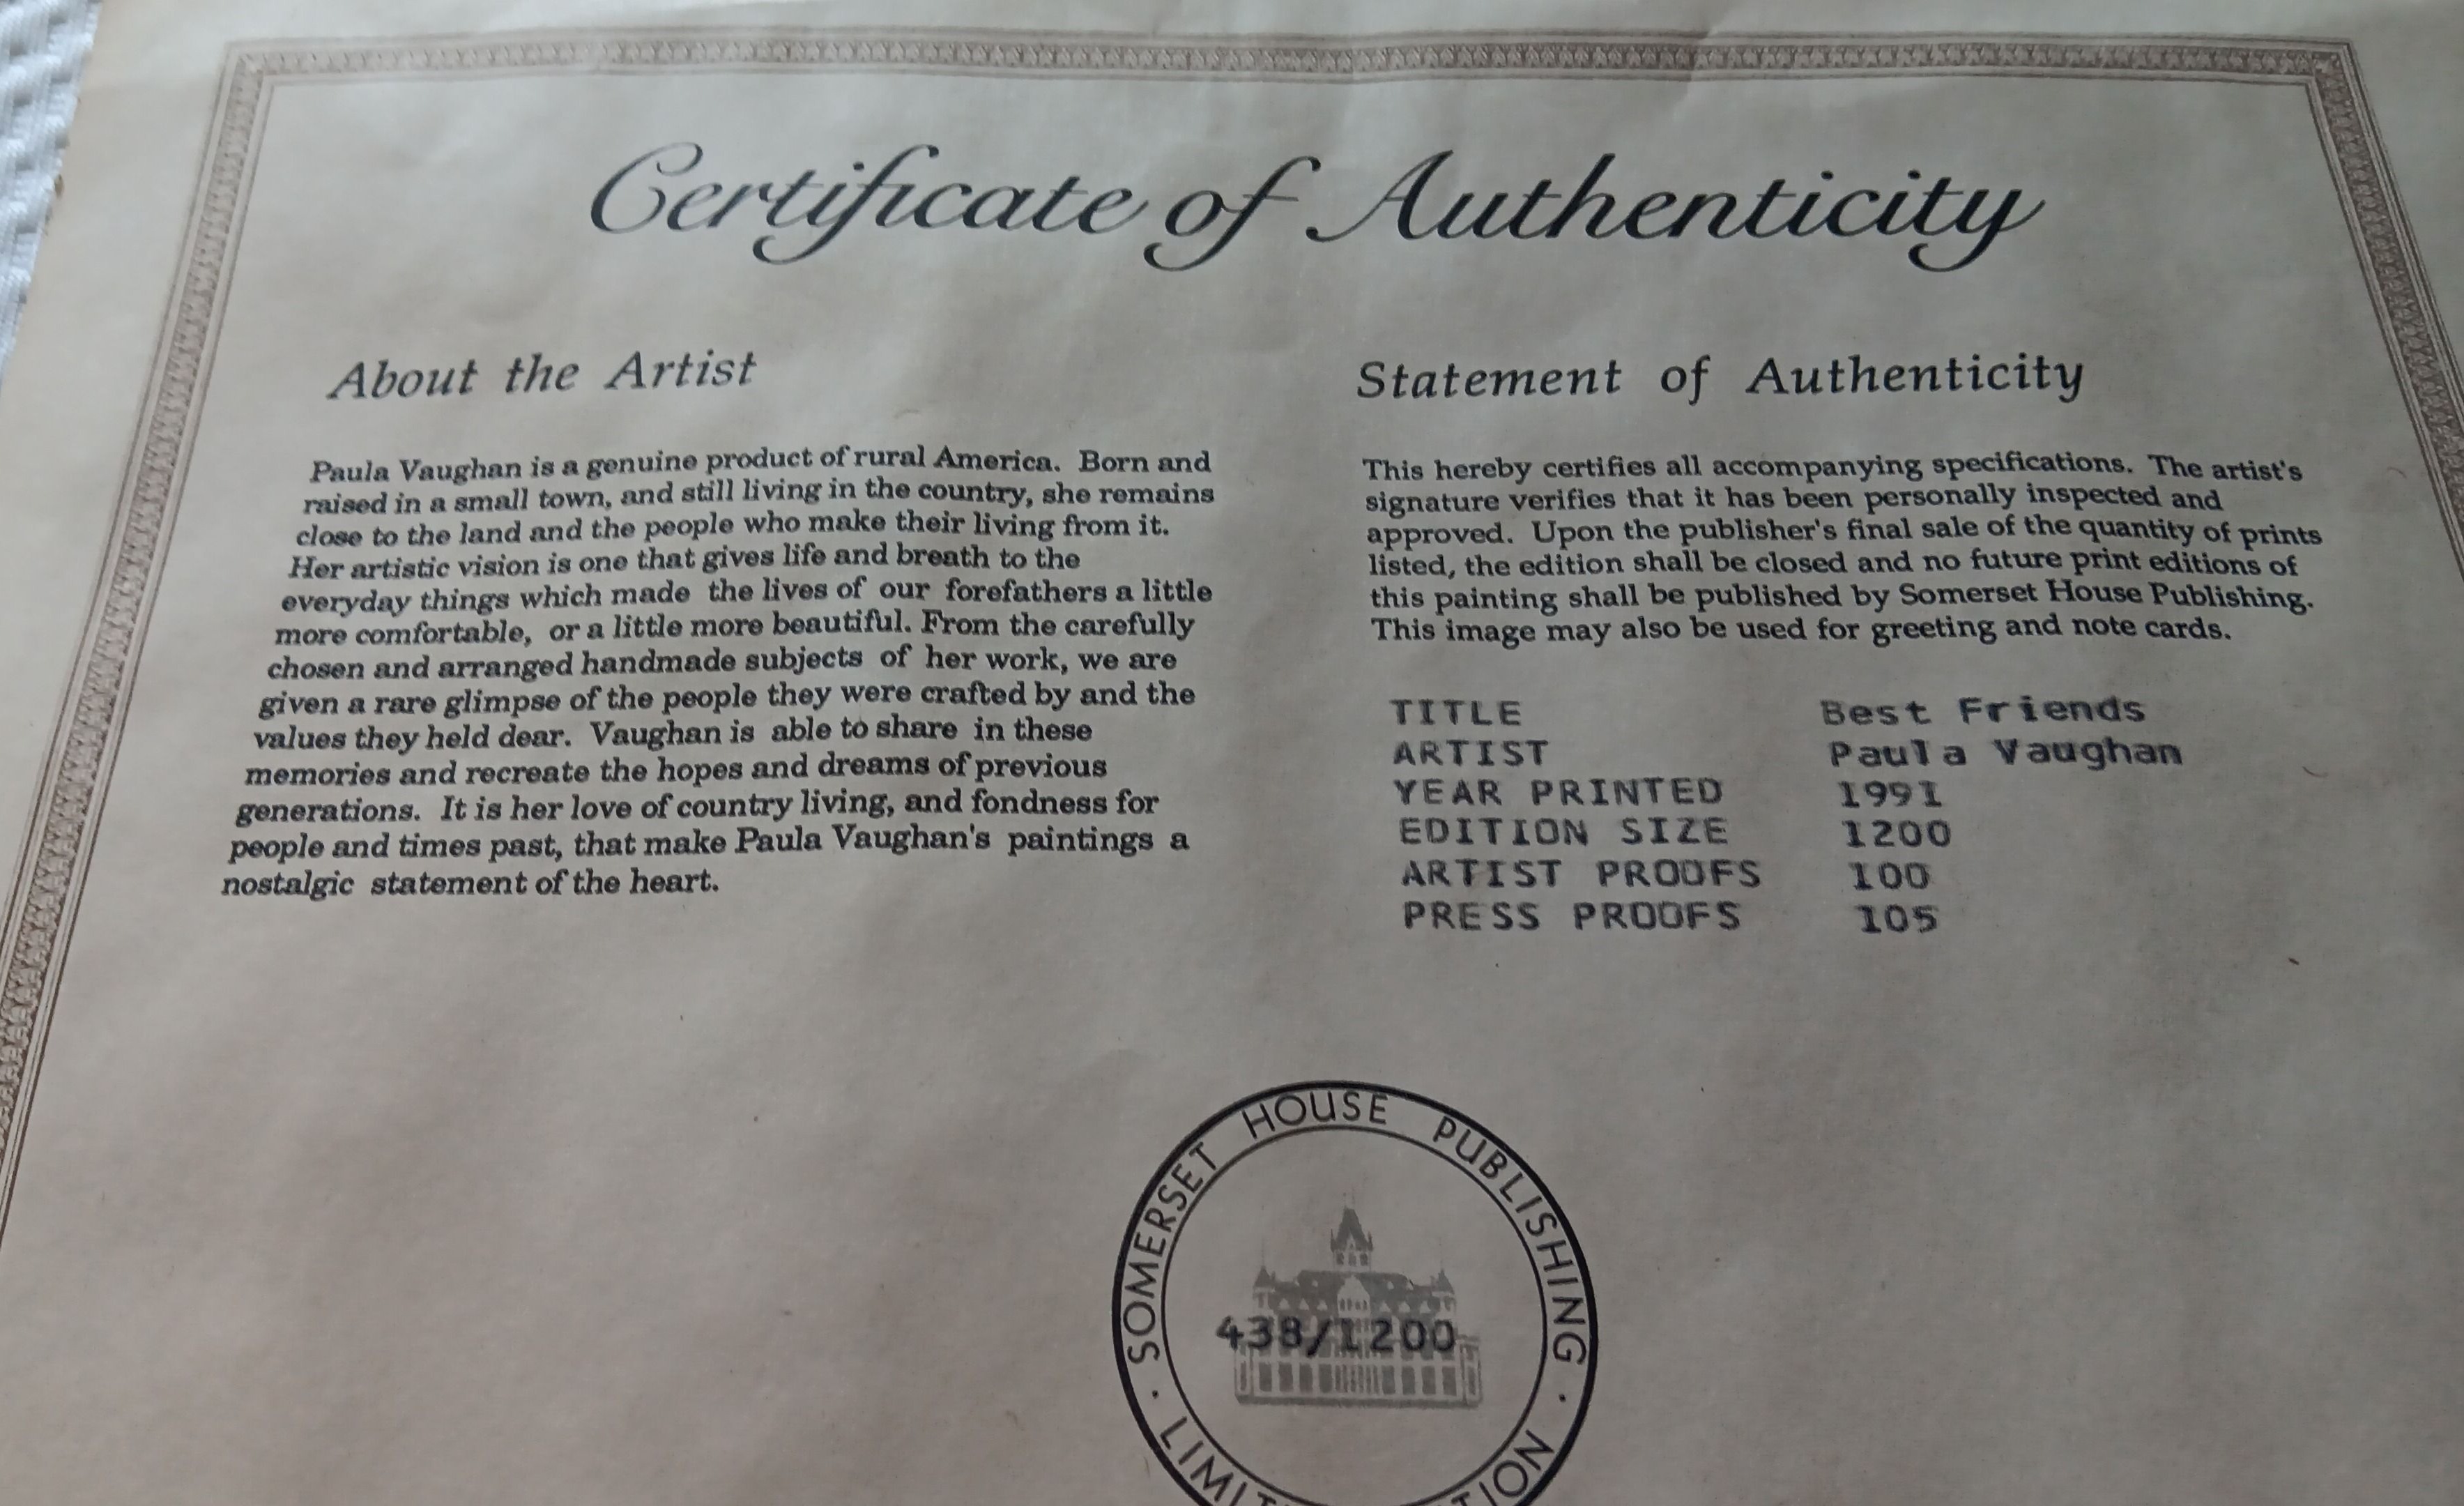 Certificate of Authenticity
About the Artist
Paula Vaughan is a genuine product of rural America. Born and
raised in a small town, and still living in the country, she remains
close to the land and the people who make their living from it.
Her artistic vision is one that gives life and breath to the
everyday things which made the lives of our forefathers a little
more comfortable, or a little more beautiful. From the carefully
chosen and arranged handmade subjects of her work, we are
given a rare glimpse of the people they were crafted by and the
values they held dear. Vaughan is able to share in these
memories and recreate the hopes and dreams of previous
generations. It is her love of country living, and fondness for
people and times past, that make Paula Vaughan's paintings a
nostalgic statement of the heart.
Statement of Authenticity
This hereby certifies all accompanying specifications. The artist's
signature verifies that it has been personally inspected and
approved. Upon the publisher's final sale of the quantity of prints
listed, the edition shall be closed and no future print editions of
this painting shall be published by Somerset House Publishing.
This image may also be used for greeting and note cards.
TITLE Best Friends
ARTIST Paula Vaughan
YEAR PRINTED 1991
EDITION SIZE 1200
ARTIST PROOFS 100
PRESS PROOFS 105
SOMERSET HOUSE PUBLISHING
438/1200